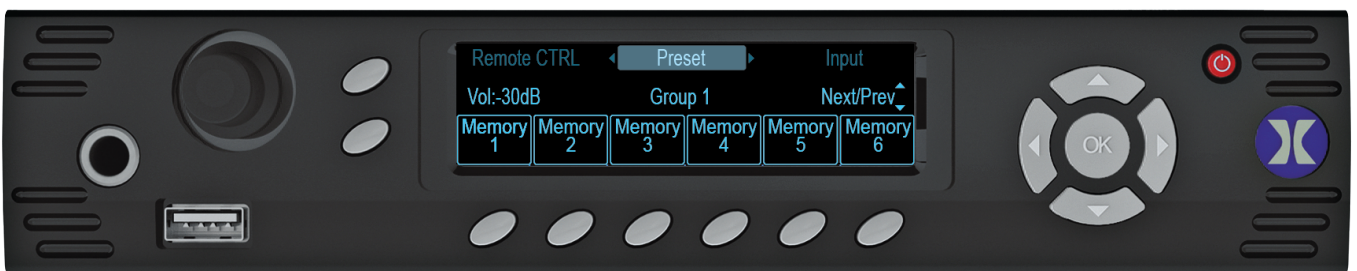 Remote CTRL Preset Input
Vol:-30dB Group 1 Next/Prev
Memory 1 Memory 2 Memory 3 Memory 4 Memory 5 Memory 6
OK